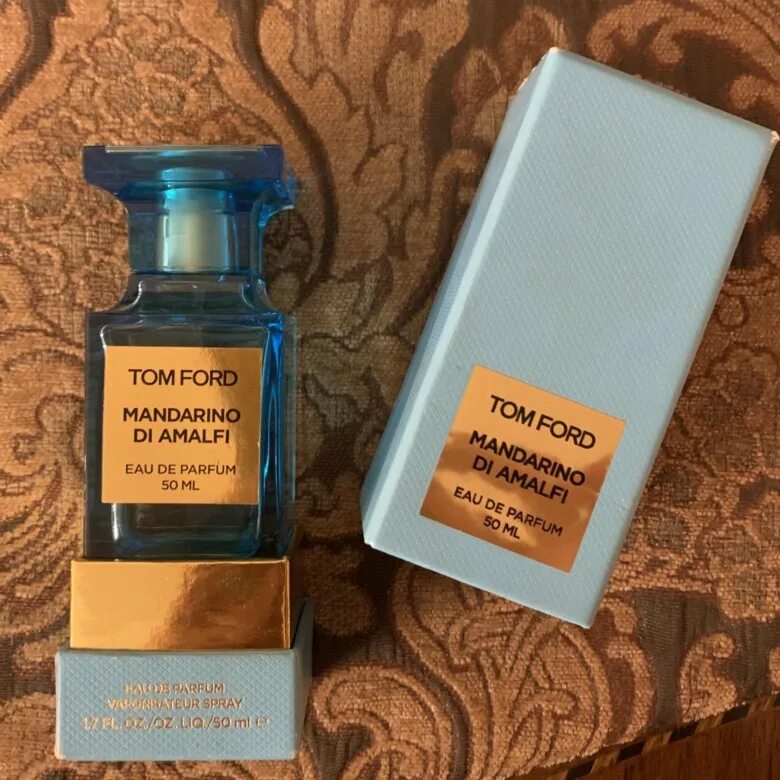 TOM FORD
MANDARINO
DI AMALFI
EAU DE PARFUM
50 ML
EAU DE PARFUM
VAPORISATEUR SPRAY
1.7 FL. OZ./OZ. LIQ./50 ml ℮
TOM FORD
MANDARINO
DI AMALFI
EAU DE PARFUM
50 ML